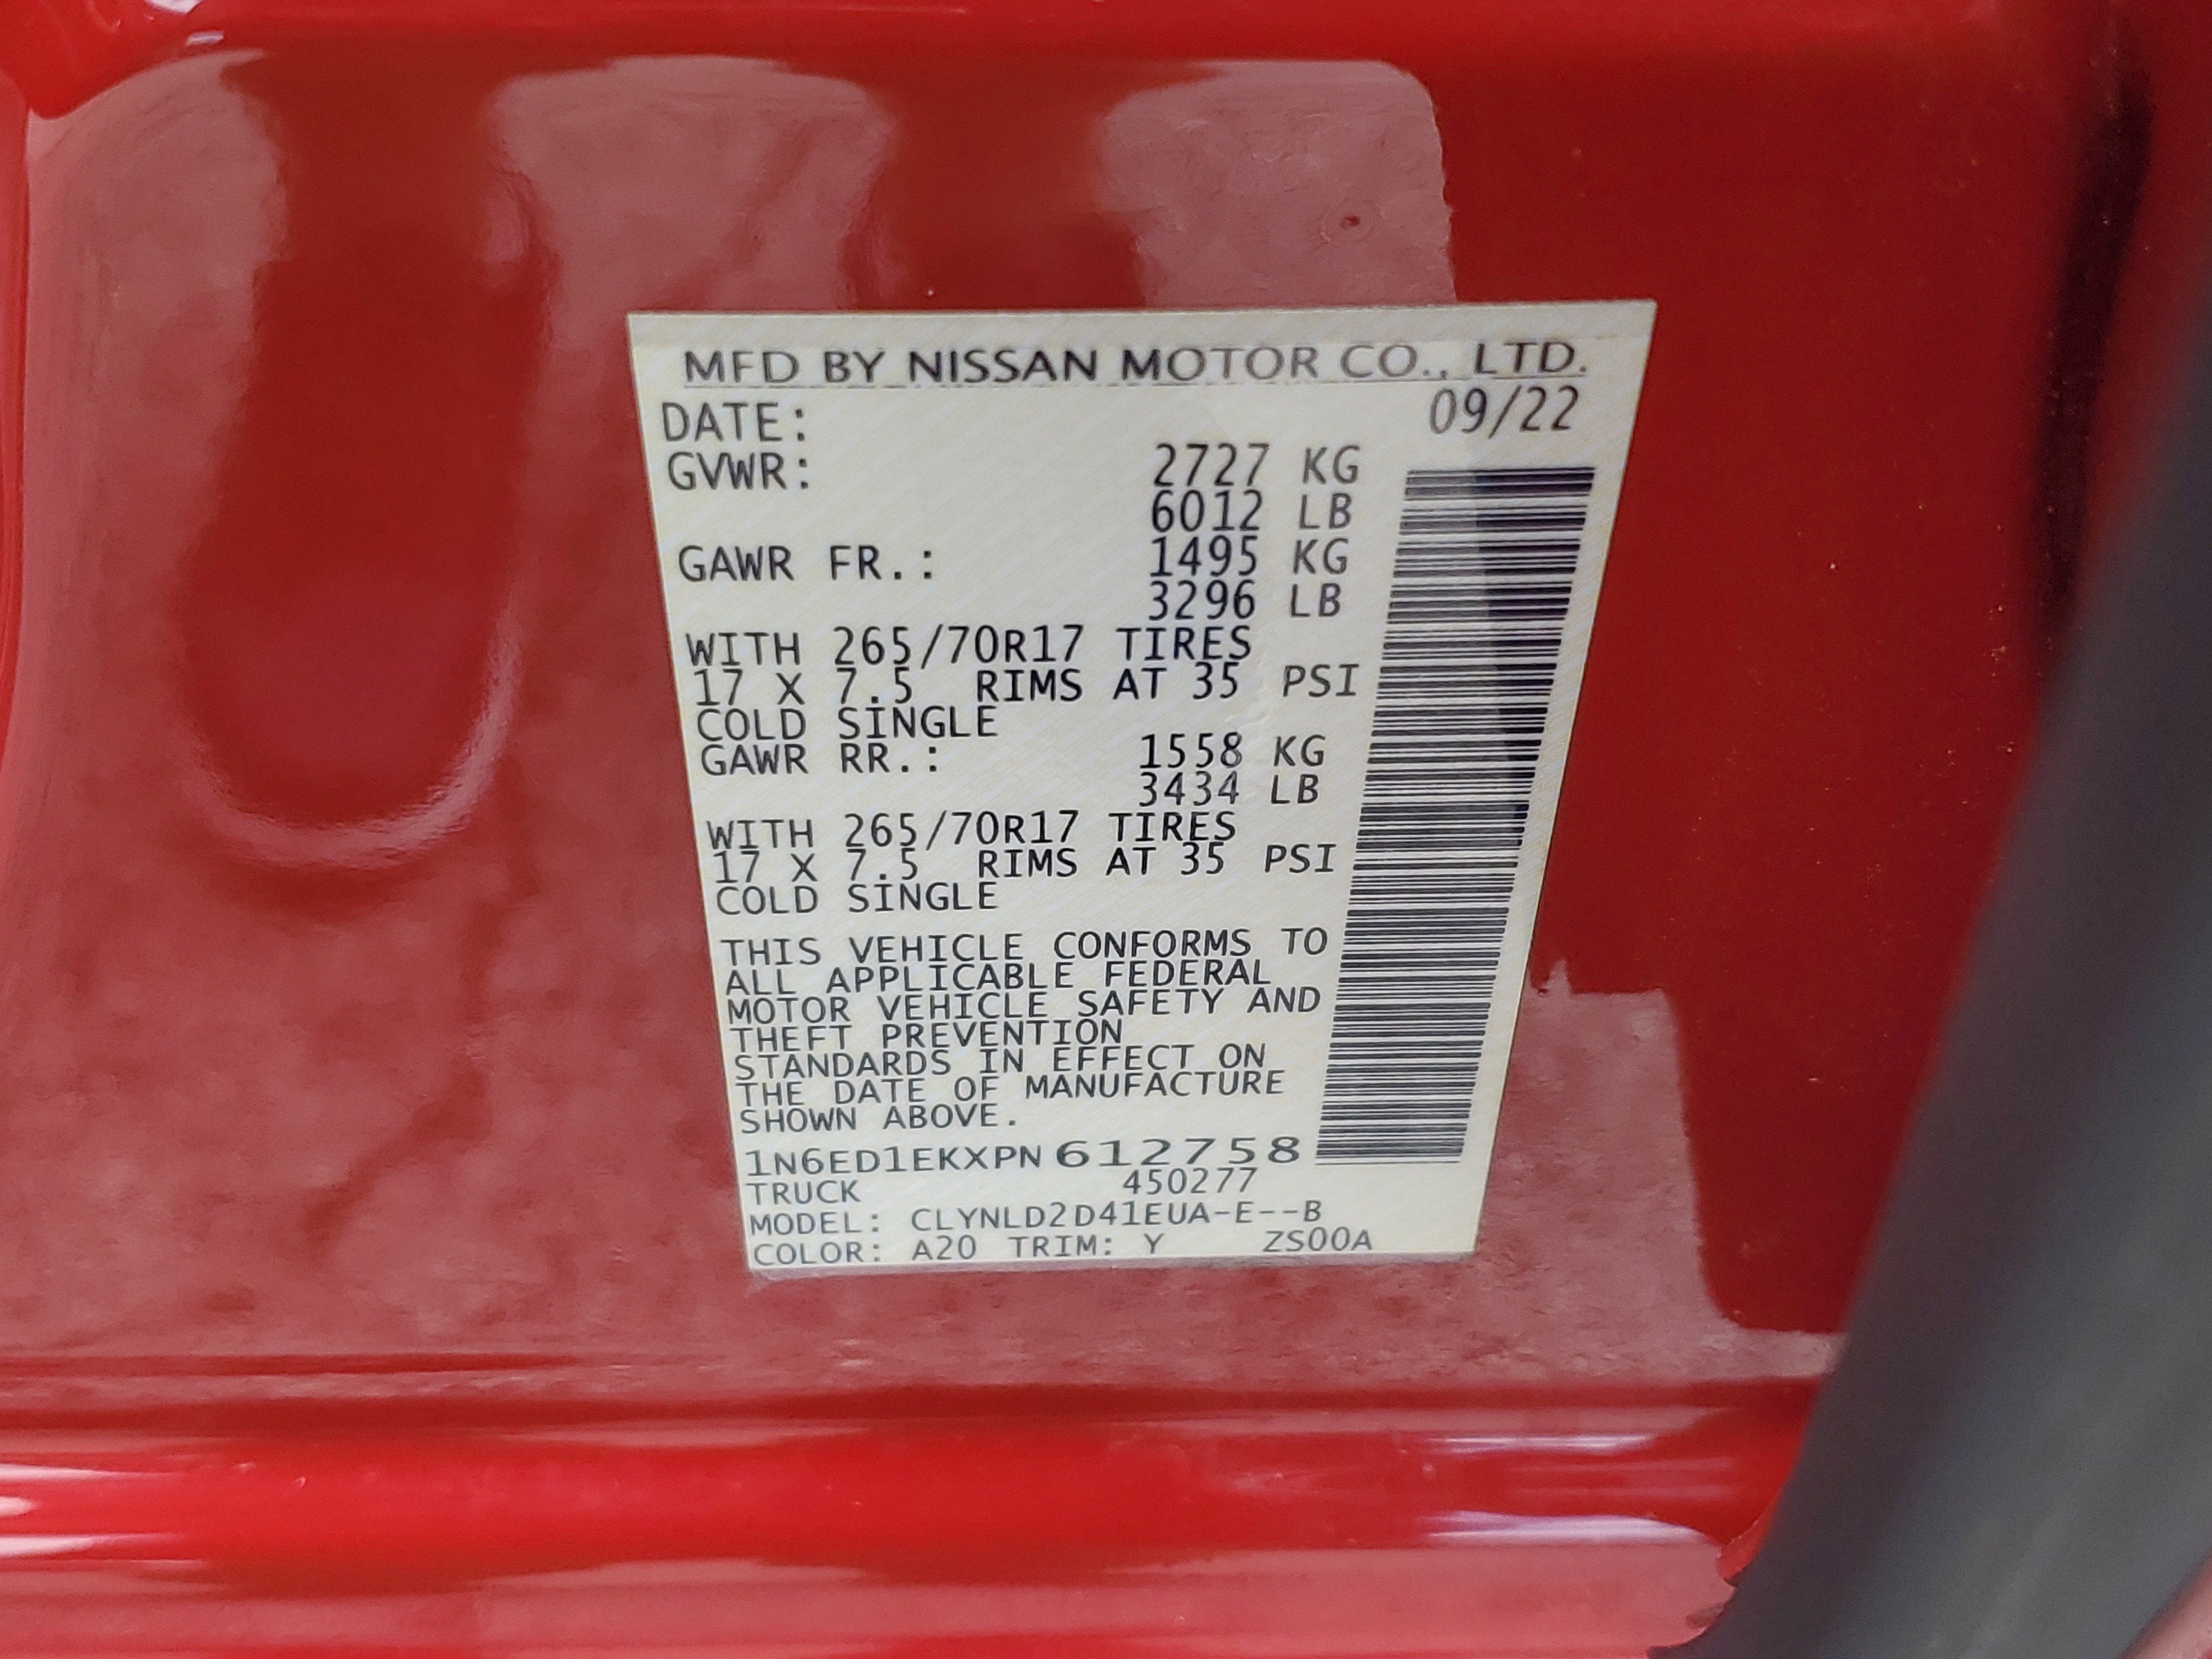 MFD BY NISSAN MOTOR CO., LTD.
DATE: 09/22
GVWR: 2727 KG
6012 LB
GAWR FR.: 1495 KG
3296 LB
WITH 265/70R17 TIRES
17 X 7.5 RIMS AT 35 PSI
COLD SINGLE
GAWR RR.: 1558 KG
3434 LB
WITH 265/70R17 TIRES
17 X 7.5 RIMS AT 35 PSI
COLD SINGLE
THIS VEHICLE CONFORMS TO
ALL APPLICABLE FEDERAL
MOTOR VEHICLE SAFETY AND
THEFT PREVENTION
STANDARDS IN EFFECT ON
THE DATE OF MANUFACTURE
SHOWN ABOVE.
1N6ED1EKXPN612758
TRUCK 450277
MODEL: CLYNLD2D41EUA-E--B
COLOR: A20 TRIM: Y ZS00A